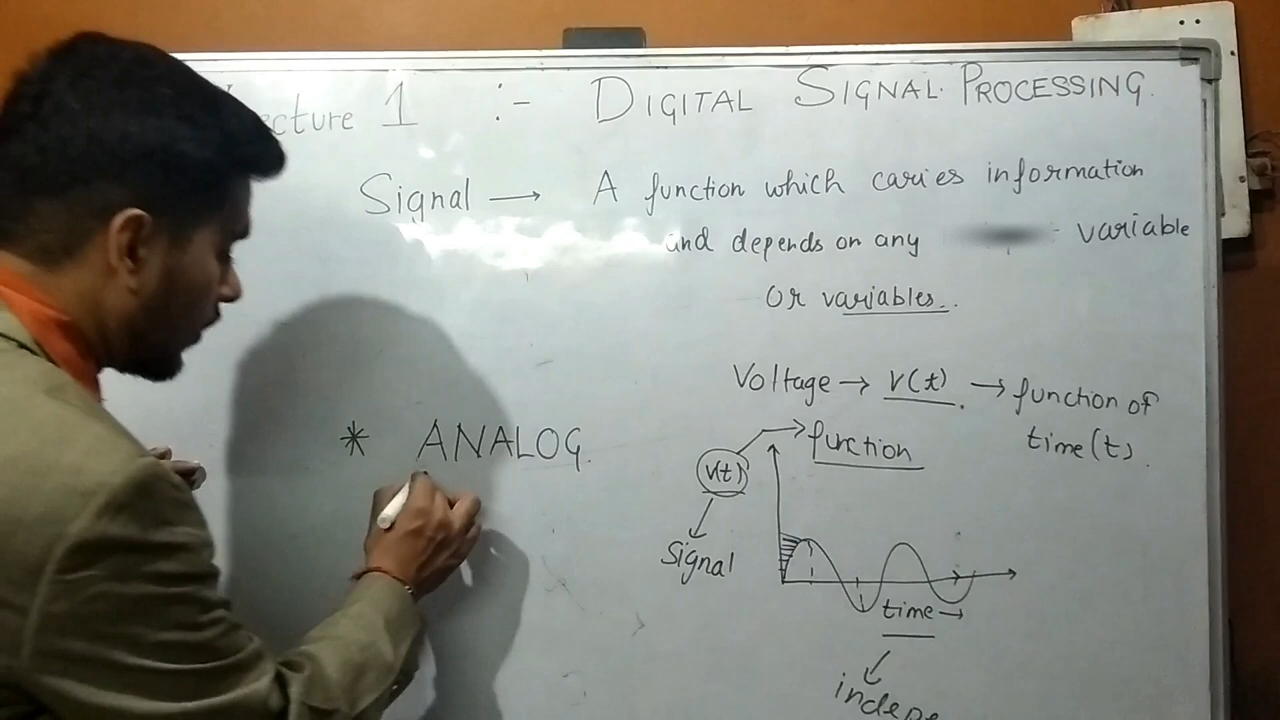 Lecture 1 :- DIGITAL SIGNAL PROCESSING.
Signal → A function which caries information
and depends on any variable
or variables..
Voltage → v(t) → function of
time(t).
* ANALOG.
v(t) → function
Signal
time →